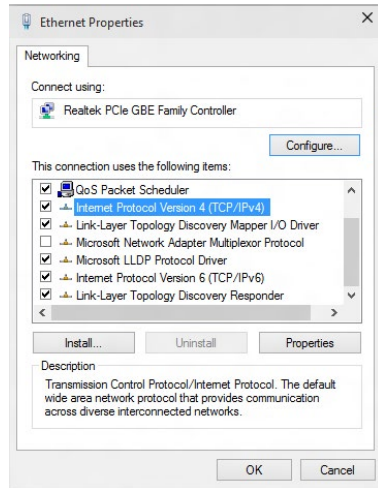 Ethernet Properties
Networking
Connect using:
Realtek PCIe GBE Family Controller
Configure...
This connection uses the following items:
QoS Packet Scheduler
Internet Protocol Version 4 (TCP/IPv4)
Link-Layer Topology Discovery Mapper I/O Driver
Microsoft Network Adapter Multiplexor Protocol
Microsoft LLDP Protocol Driver
Internet Protocol Version 6 (TCP/IPv6)
Link-Layer Topology Discovery Responder
Install... Uninstall Properties
Description
Transmission Control Protocol/Internet Protocol. The default
wide area network protocol that provides communication
across diverse interconnected networks.
OK Cancel